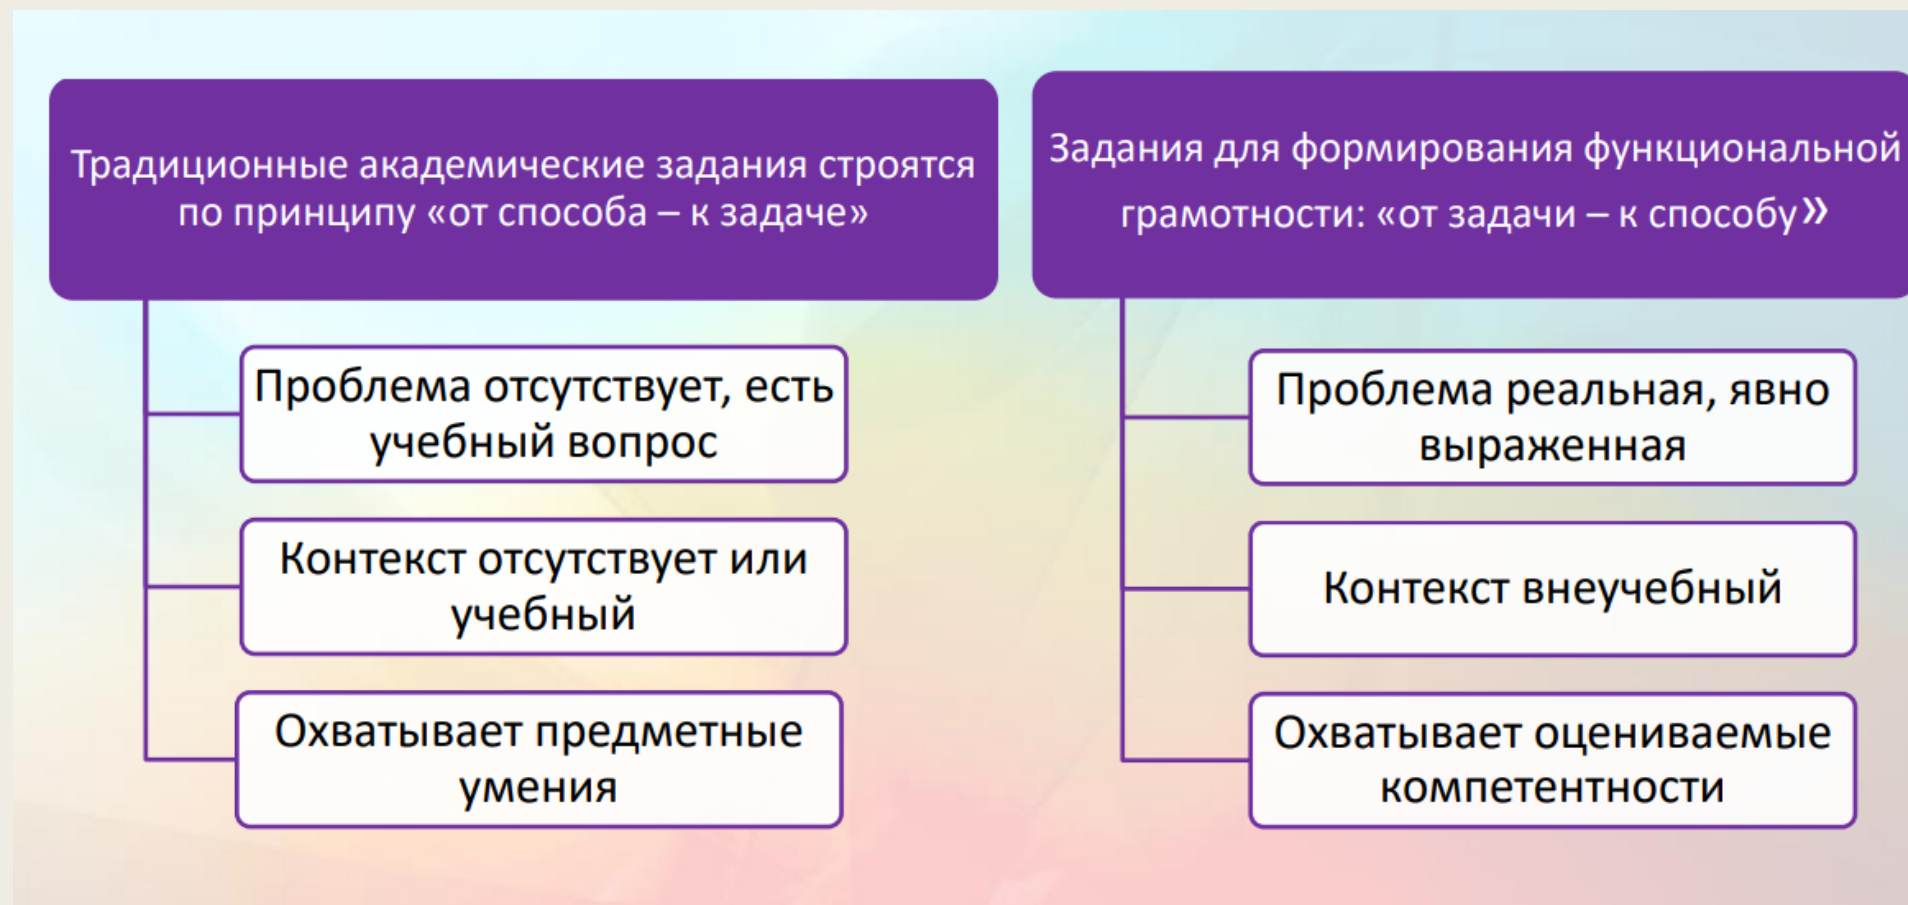 Традиционные академические задания строятся
по принципу «от способа – к задаче»
Проблема отсутствует, есть
учебный вопрос
Контекст отсутствует или
учебный
Охватывает предметные
умения
Задания для формирования функциональной
грамотности: «от задачи – к способу»
Проблема реальная, явно
выраженная
Контекст внеучебный
Охватывает оцениваемые
компетентности